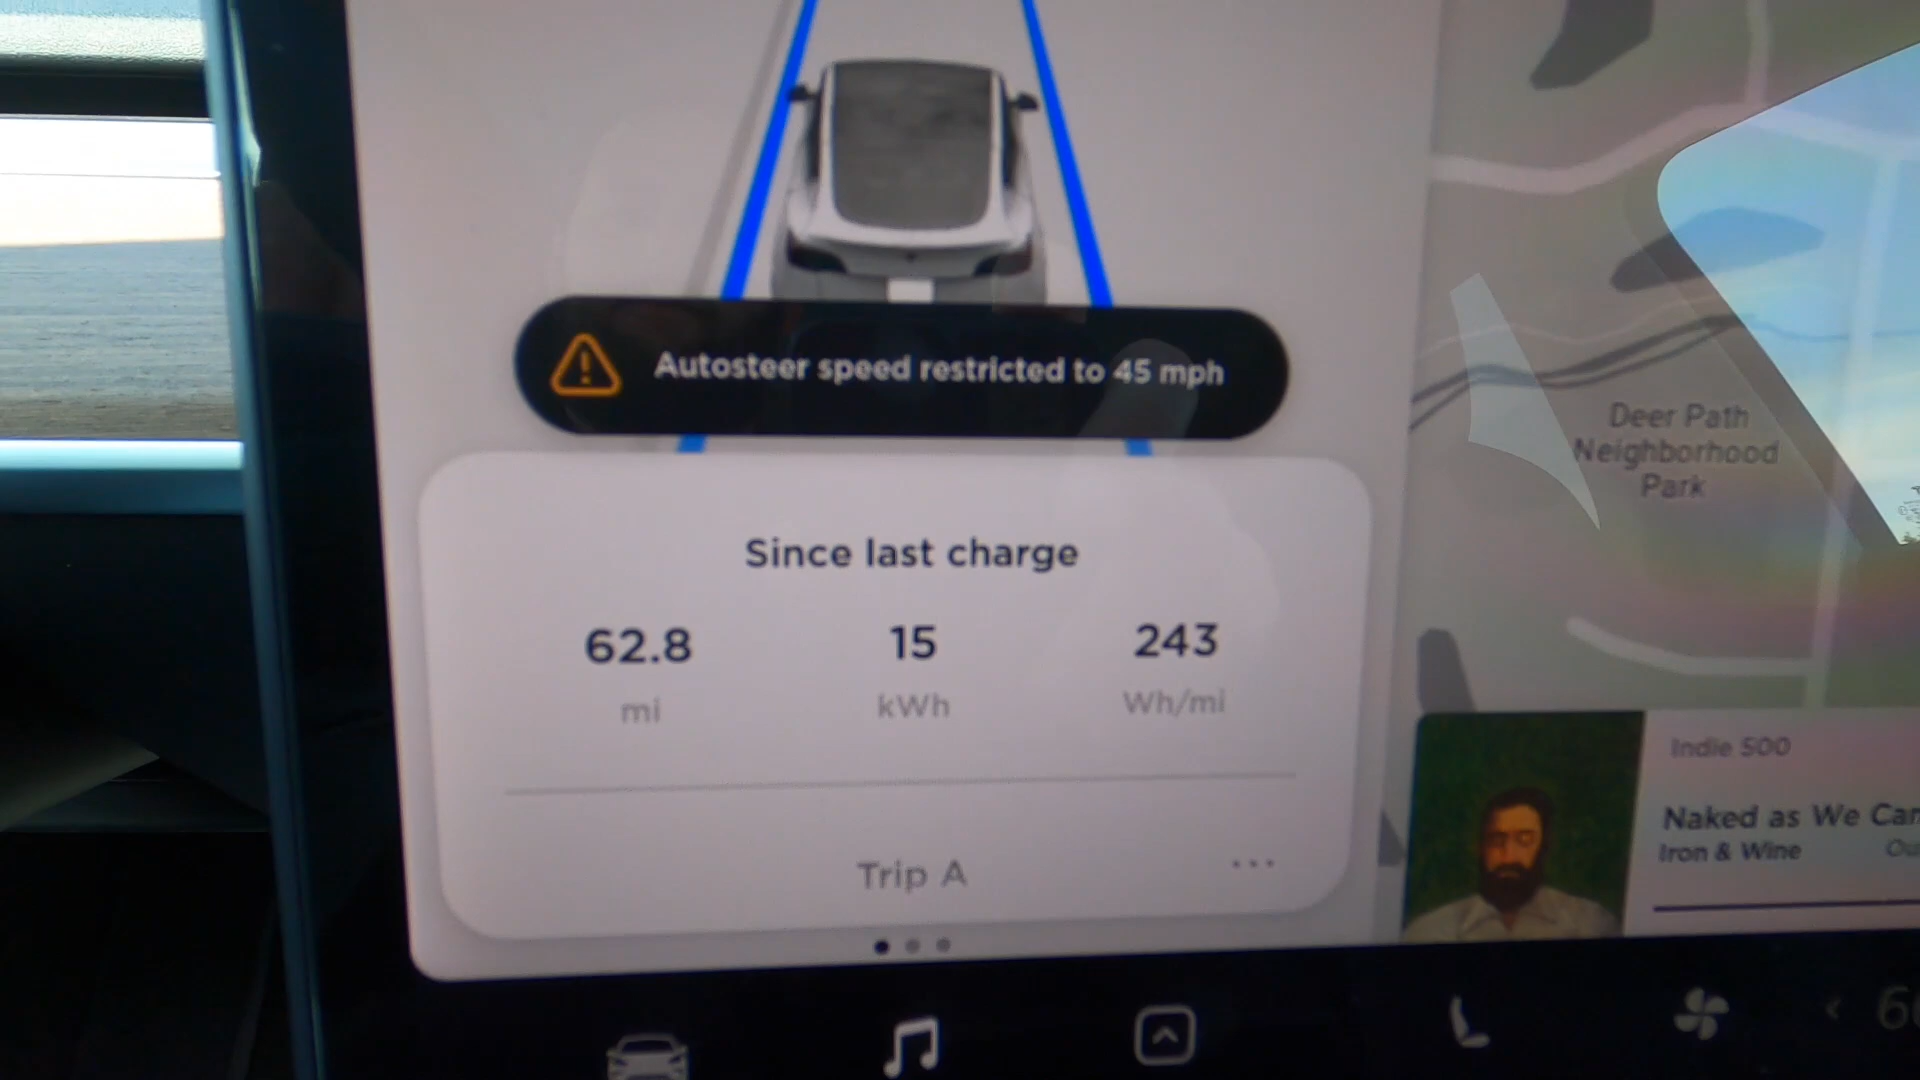 Autosteer speed restricted to 45 mph
Since last charge
62.8
mi
15
kWh
243
Wh/mi
Trip A
Deer Path
Neighborhood
Park
Indie 500
Naked as We
Iron & Wine